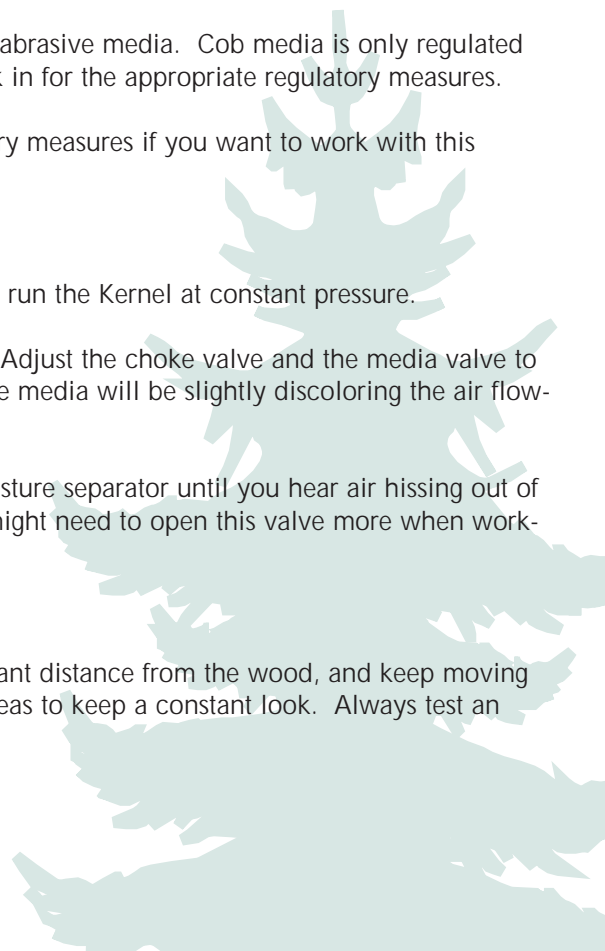 abrasive media. Cob media is only regulated
in for the appropriate regulatory measures.
ry measures if you want to work with this
run the Kernel at constant pressure.
Adjust the choke valve and the media valve to
e media will be slightly discoloring the air flow-
sture separator until you hear air hissing out of
might need to open this valve more when work-
ant distance from the wood, and keep moving
eas to keep a constant look. Always test an